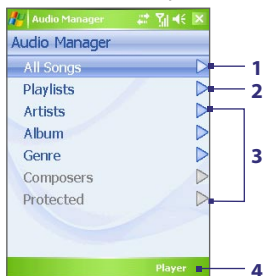 Audio Manager
Audio Manager
All Songs 1
Playlists 2
Artists
Album
Genre 3
Composers
Protected
Player 4